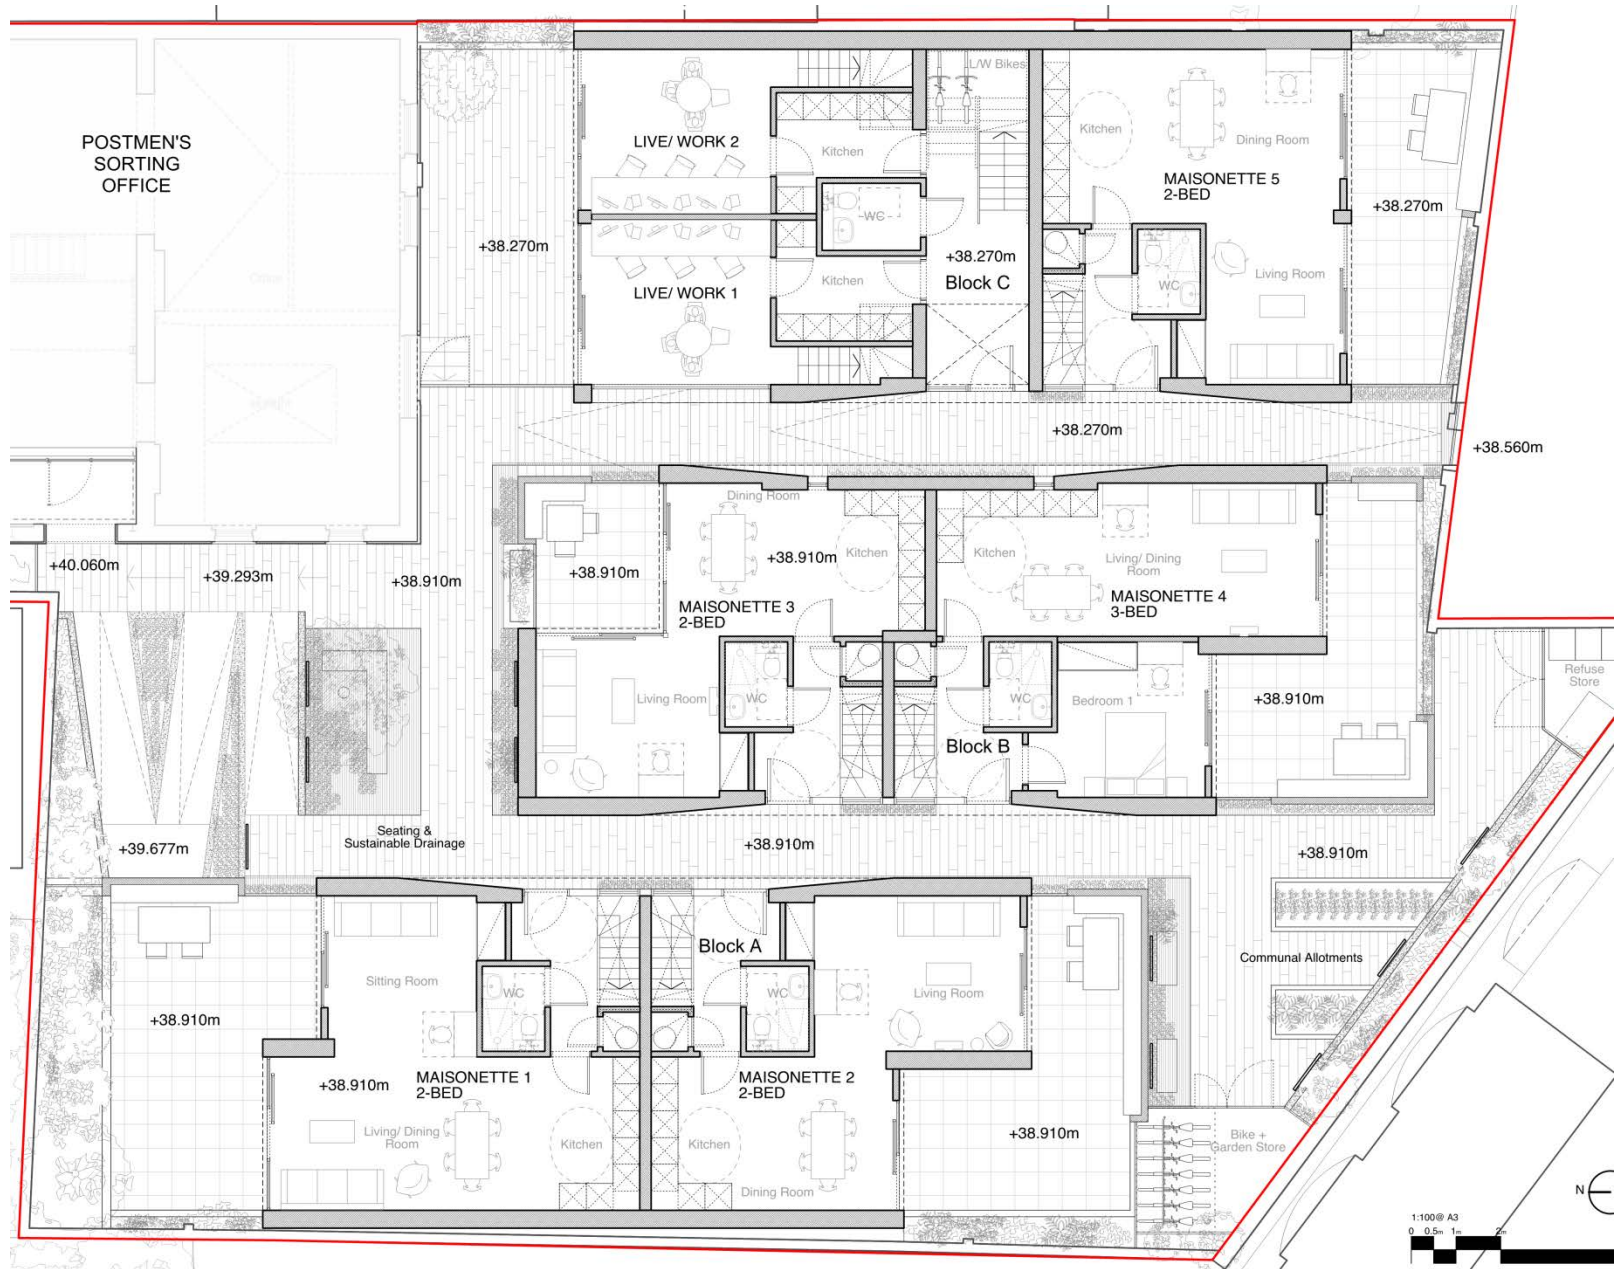 L/W Bikes
POSTMEN'S
SORTING
OFFICE
LIVE/ WORK 2
Kitchen
Kitchen
Dining Room
MAISONETTE 5
2-BED
+38.270m
WC
+38.270m
+38.270m
Block C
Kitchen
LIVE/ WORK 1
Living Room
WC
+38.270m
+38.560m
Dining Room
+40.060m
+39.293m
+38.910m
+38.910m
+38.910m
Kitchen
Kitchen
Living/ Dining
Room
MAISONETTE 3
2-BED
MAISONETTE 4
3-BED
Refuse
Store
Living Room
WC
WC
Bedroom 1
+38.910m
Block B
Seating &
Sustainable Drainage
+39.677m
+38.910m
+38.910m
Block A
Communal Allotments
Sitting Room
WC
WC
Living Room
+38.910m
+38.910m
MAISONETTE 1
2-BED
MAISONETTE 2
2-BED
Living/ Dining
Room
Kitchen
Kitchen
+38.910m
Bike +
Garden Store
Dining Room
N
1:100@ A3
0 0.5m 1m 2m